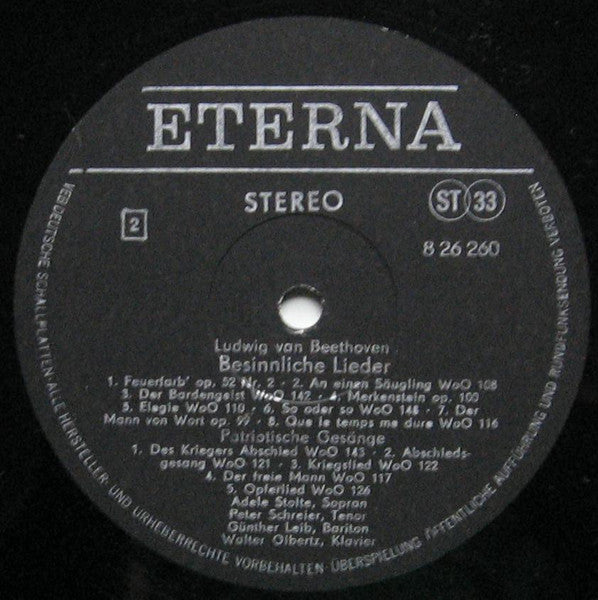 ETERNA
STEREO
ST 33
2
8 26 260
Ludwig van Beethoven
Besinnliche Lieder
1. Feuerfarb' op. 52 Nr. 2 · 2. An einen Säugling WoO 108
3. Der Bardengeist WoO 142 · 4. Merkenstein op. 100
5. Elegie WoO 110 · 6. So oder so WoO 148 · 7. Der
Mann von Wort op. 99 · 8. Que le temps me dure WoO 116
Patriotische Gesänge
1. Des Kriegers Abschied WoO 143 · 2. Abschieds-
gesang WoO 121 · 3. Kriegslied WoO 122
4. Der freie Mann WoO 117
5. Opferlied WoO 126
Adele Stolte, Sopran
Peter Schreier, Tenor
Günther Leib, Bariton
Walter Olbertz, Klavier
VEB DEUTSCHE SCHALLPLATTEN · ALLE HERSTELLER- UND URHEBERRECHTE VORBEHALTEN · ÜBERSPIELUNG, ÖFFENTLICHE AUFFÜHRUNG UND RUNDFUNKSENDUNG VERBOTEN